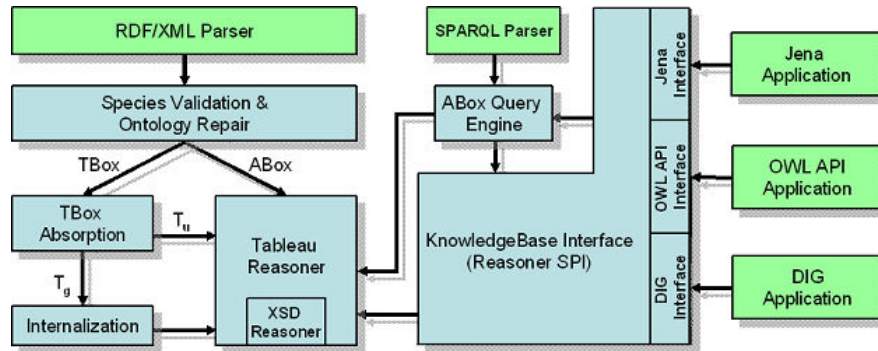 RDF/XML Parser
SPARQL Parser
Jena
Interface
Jena
Application
Species Validation &
Ontology Repair
ABox Query
Engine
TBox
ABox
OWL API
Interface
OWL API
Application
TBox
Absorption
Tu
Tableau
Reasoner
KnowledgeBase Interface
(Reasoner SPI)
Tg
DIG
Interface
DIG
Application
Internalization
XSD
Reasoner